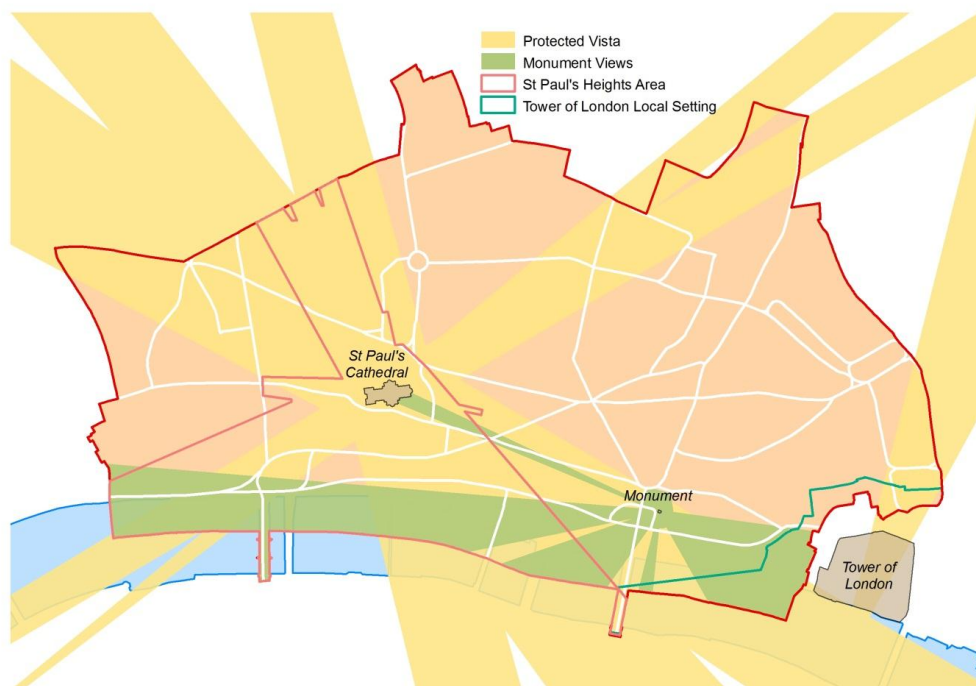 Protected Vista
Monument Views
St Paul's Heights Area
Tower of London Local Setting
St Paul's
Cathedral
Monument
Tower of
London